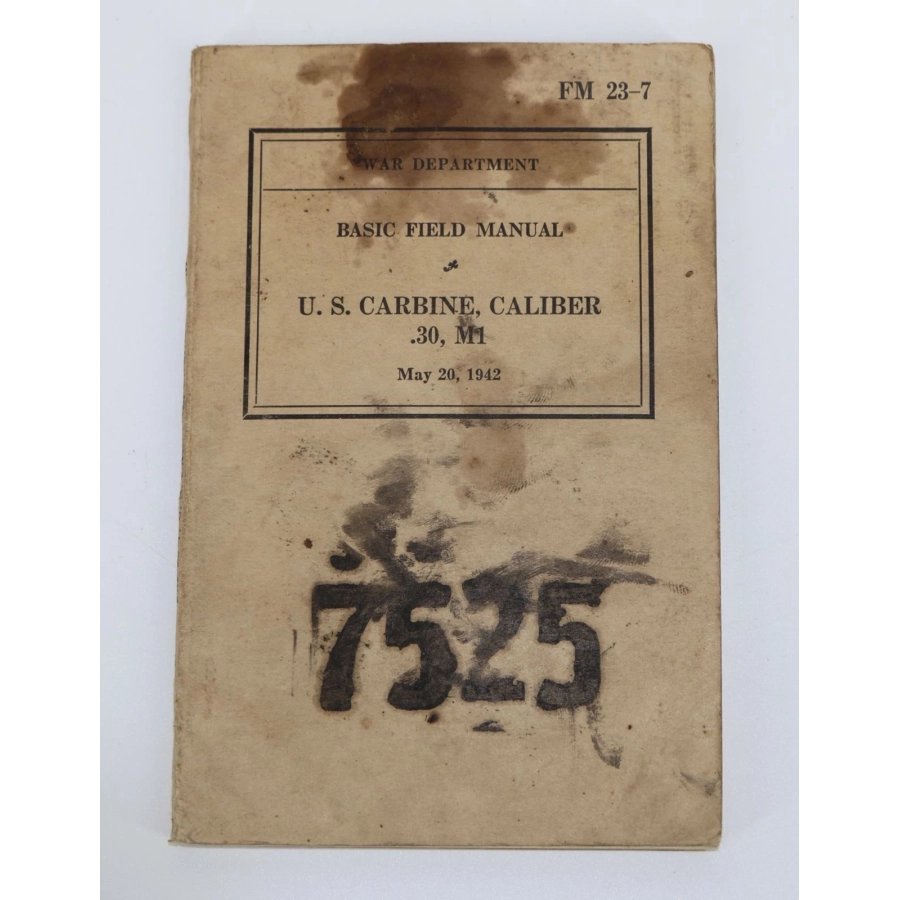 FM 23–7
WAR DEPARTMENT
BASIC FIELD MANUAL
U. S. CARBINE, CALIBER
.30, M1
May 20, 1942
7525